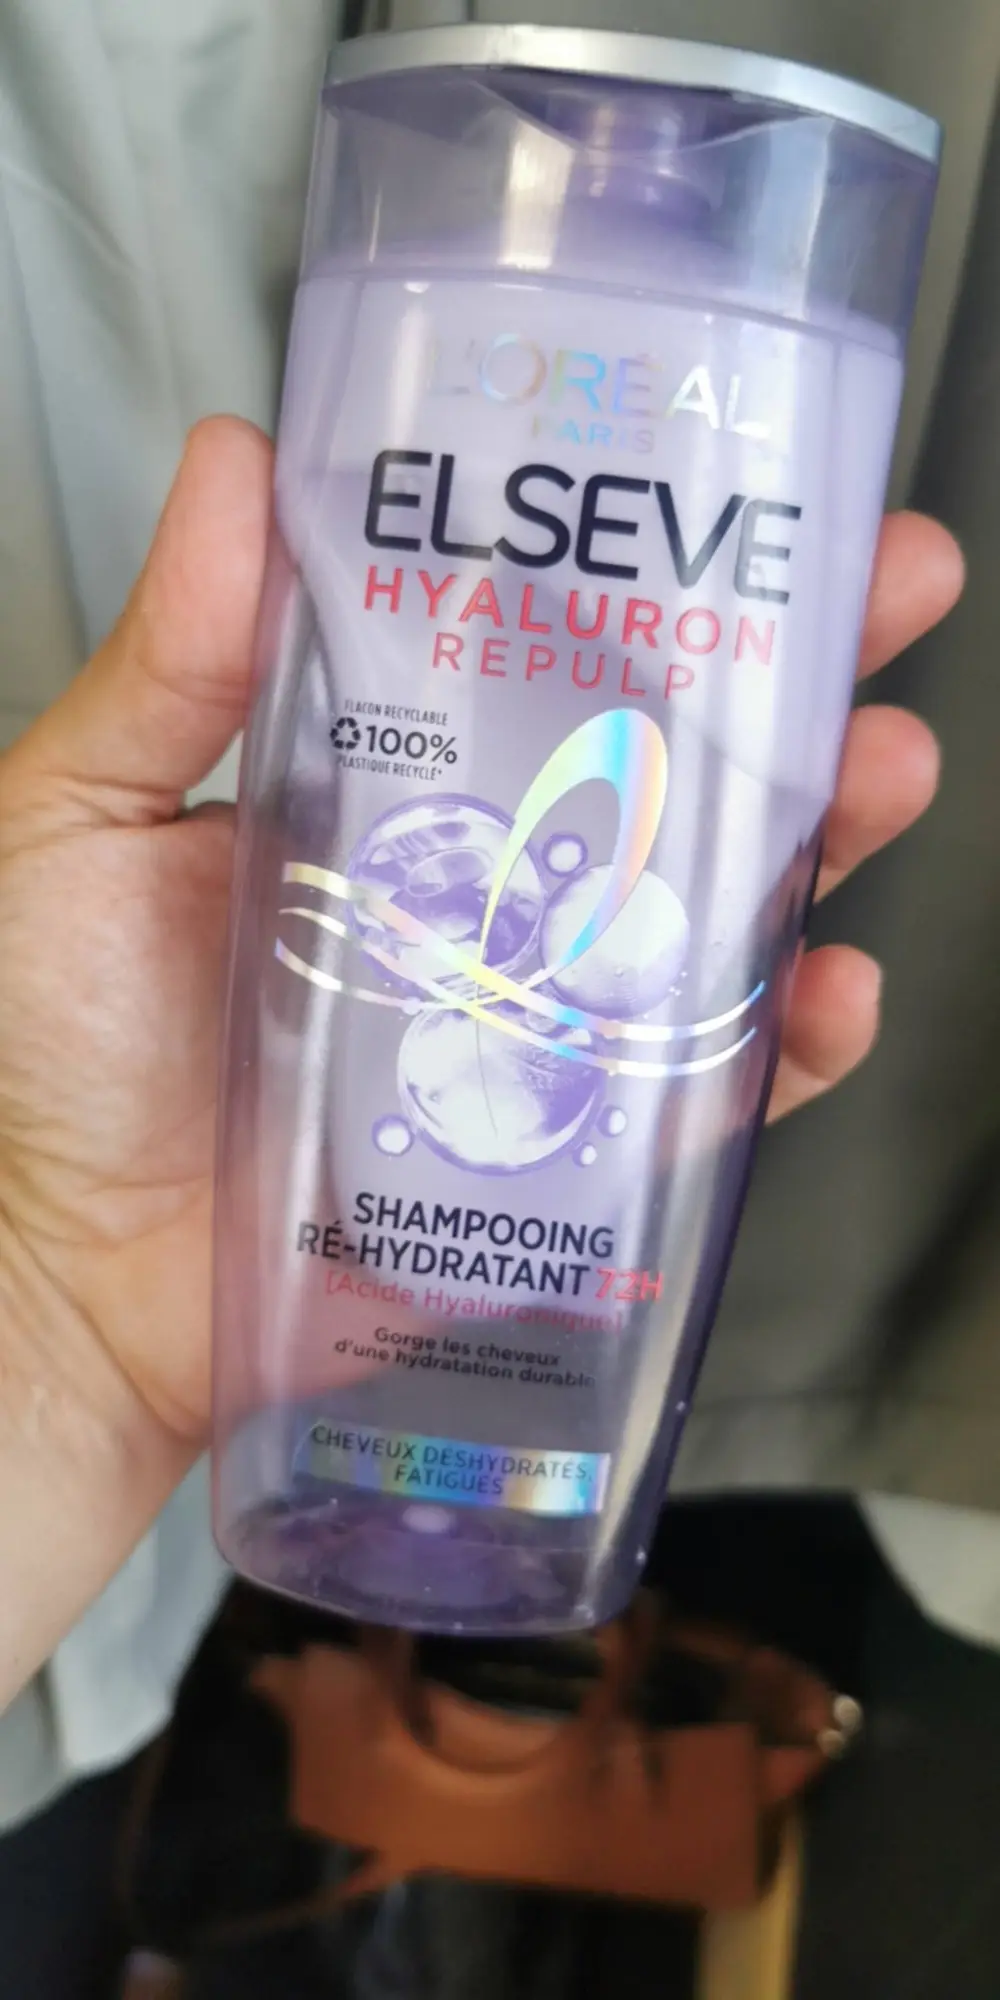 L'ORÉAL
PARIS
ELSEVE
HYALURON
REPULP
FLACON RECYCLABLE
100%
PLASTIQUE RECYCLÉ*
SHAMPOOING
RÉ-HYDRATANT 72H
[Acide Hyaluronique]
Gorge les cheveux
d'une hydratation durable
CHEVEUX DÉSHYDRATÉS,
FATIGUÉS